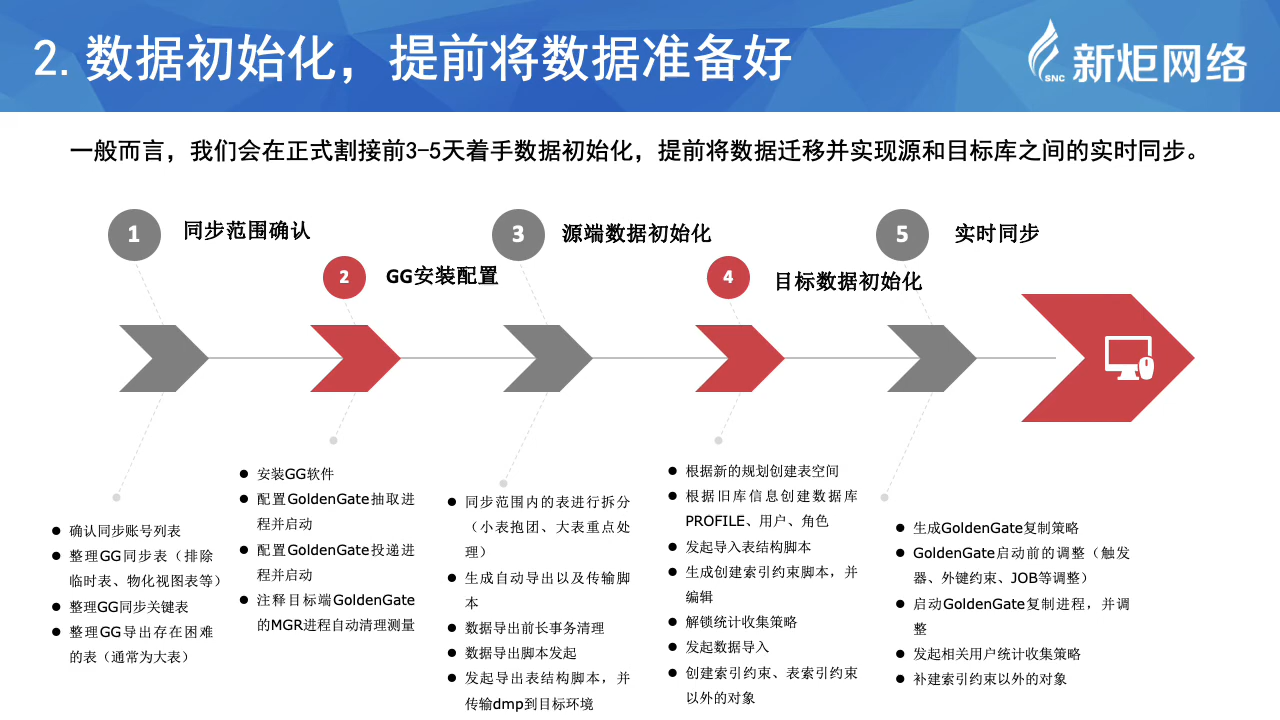 2. 数据初始化，提前将数据准备好
SNC 新炬网络
一般而言，我们会在正式割接前3-5天着手数据初始化，提前将数据迁移并实现源和目标库之间的实时同步。
1 同步范围确认
● 确认同步账号列表
● 整理GG同步表（排除
临时表、物化视图表等）
● 整理GG同步关键表
● 整理GG导出存在困难
的表（通常为大表）
2 GG安装配置
● 安装GG软件
● 配置GoldenGate抽取进
程并启动
● 配置GoldenGate投递进
程并启动
● 注释目标端GoldenGate
的MGR进程自动清理测量
3 源端数据初始化
● 同步范围内的表进行拆分
（小表抱团、大表重点处
理）
● 生成自动导出以及传输脚
本
● 数据导出前长事务清理
● 数据导出脚本发起
● 发起导出表结构脚本，并
传输dmp到目标环境
4 目标数据初始化
● 根据新的规划创建表空间
● 根据旧库信息创建数据库
PROFILE、用户、角色
● 发起导入表结构脚本
● 生成创建索引约束脚本，并
编辑
● 解锁统计收集策略
● 发起数据导入
● 创建索引约束、表索引约束
以外的对象
5 实时同步
● 生成GoldenGate复制策略
● GoldenGate启动前的调整（触发
器、外键约束、JOB等调整）
● 启动GoldenGate复制进程，并调
整
● 发起相关用户统计收集策略
● 补建索引约束以外的对象